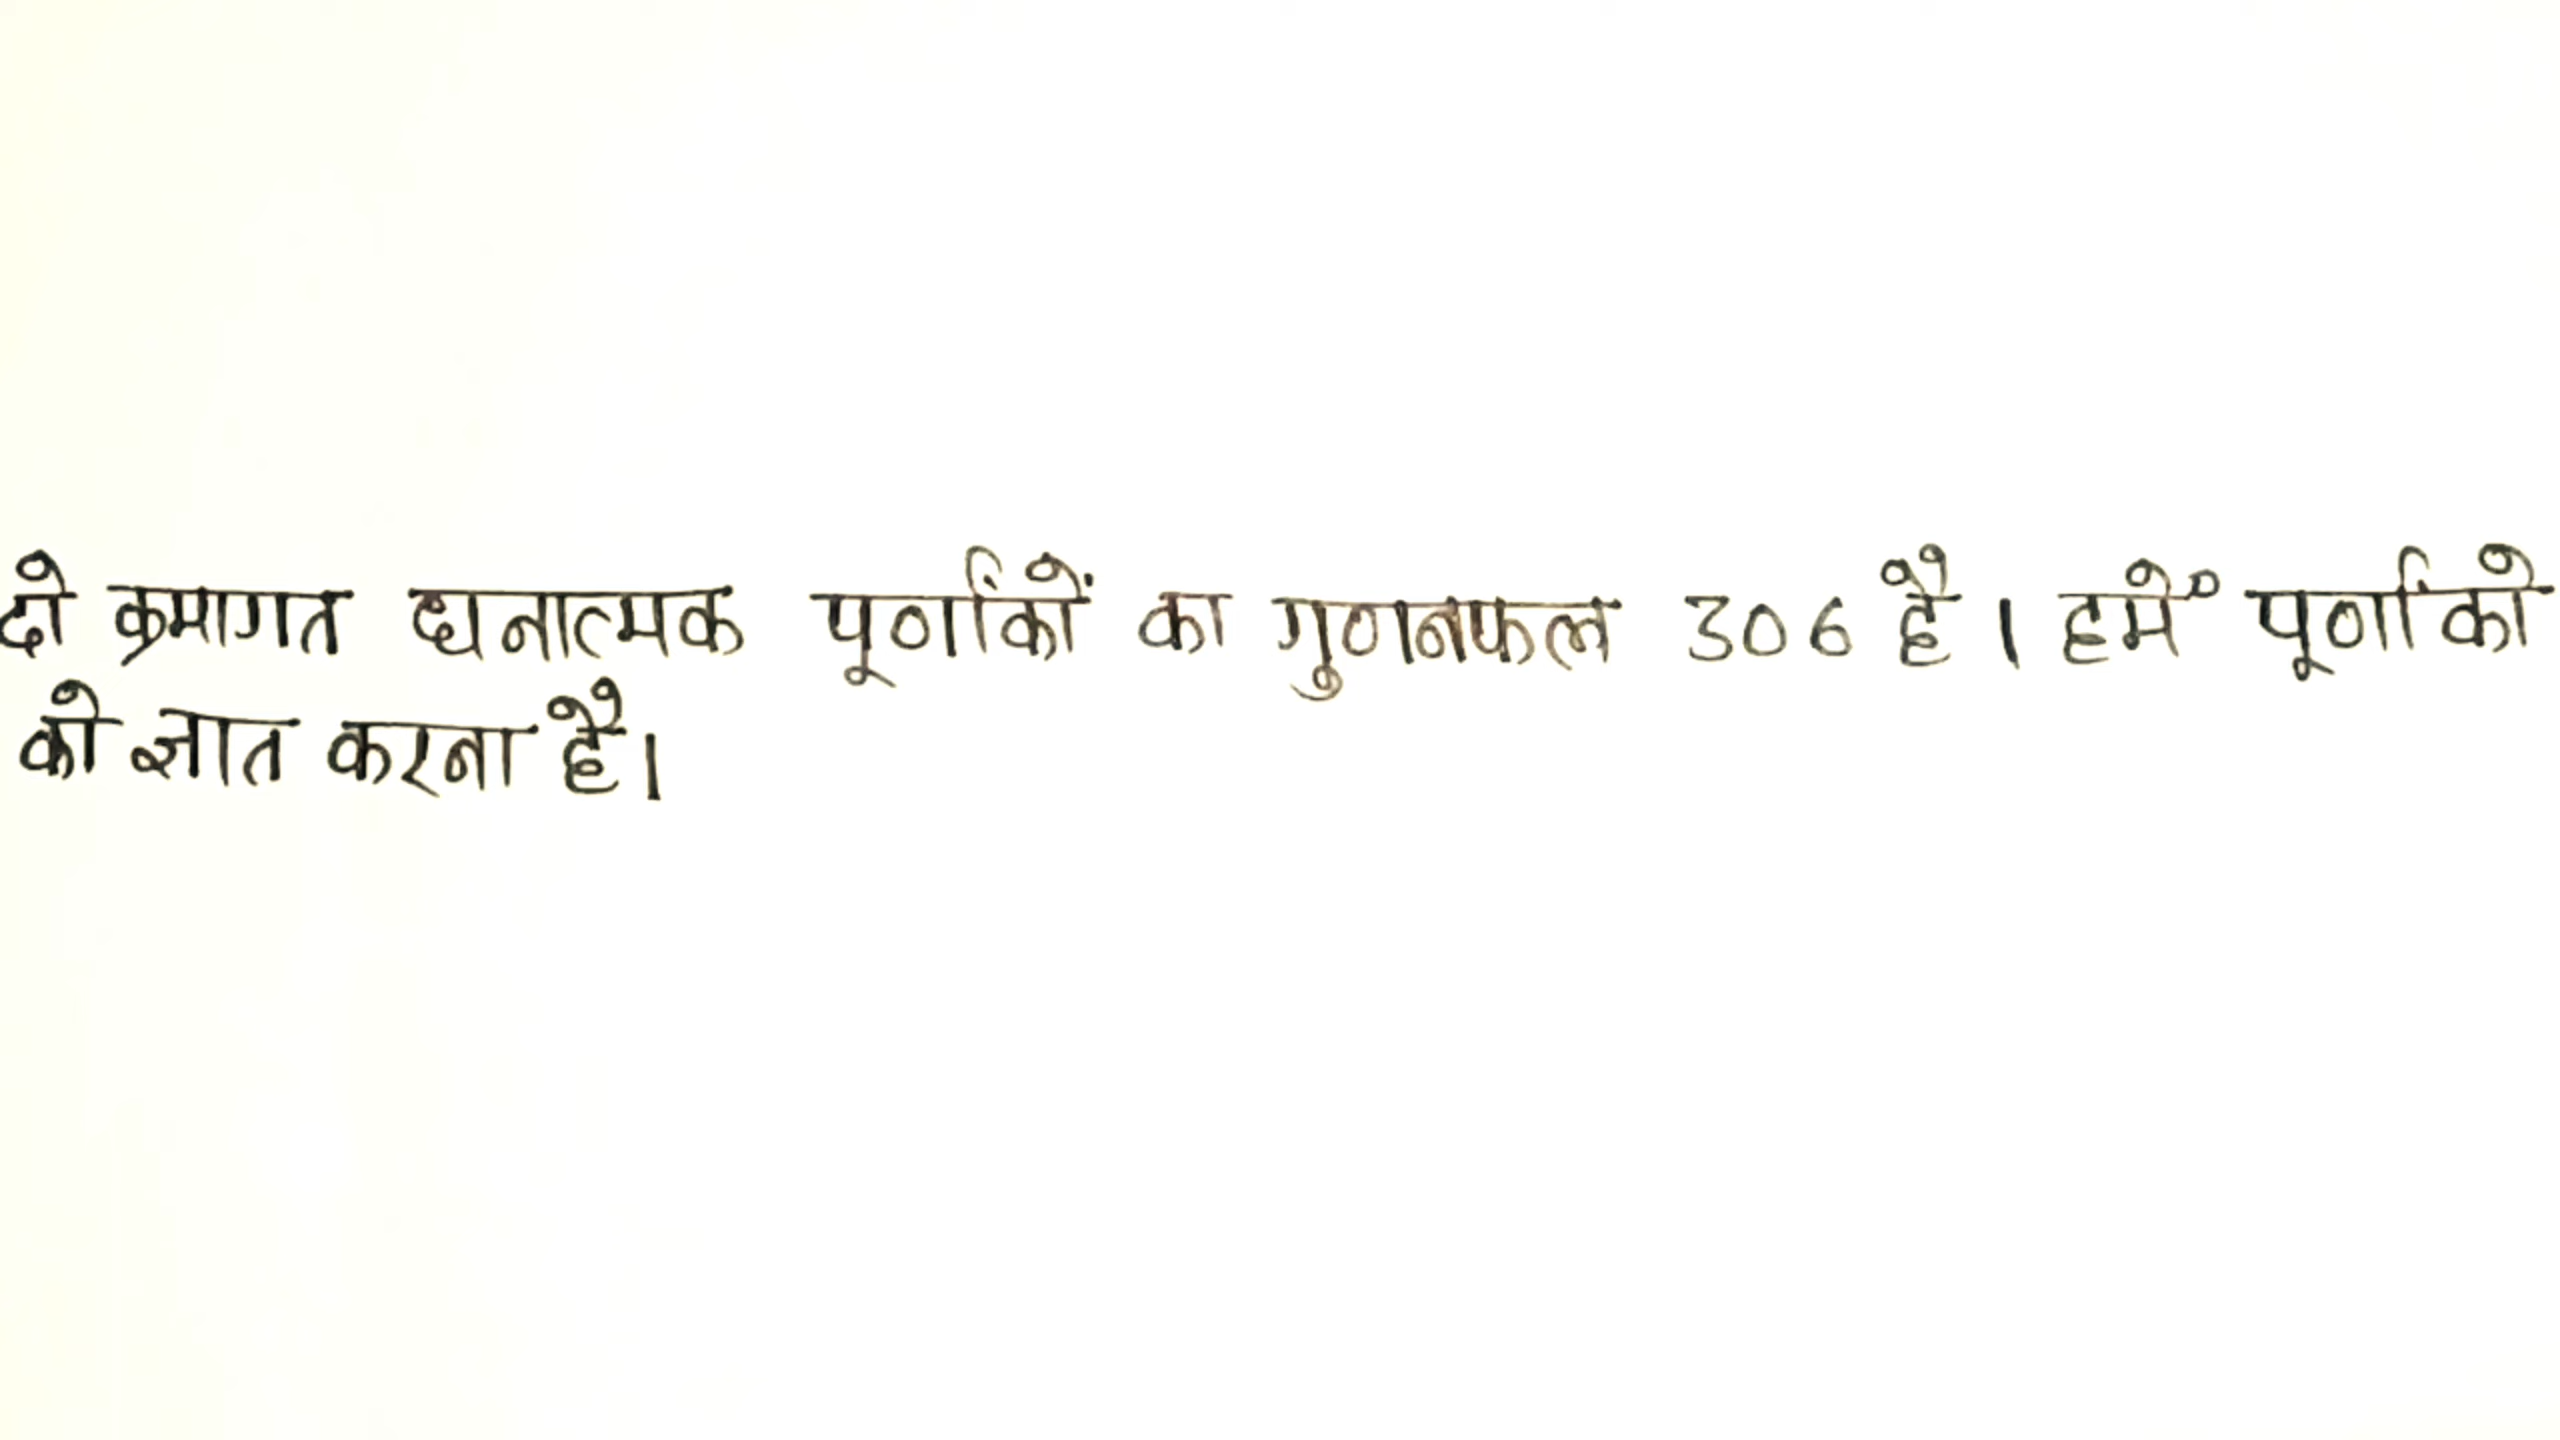 दो क्रमागत धनात्मक पूर्णांकों का गुणनफल 306 है। हमें पूर्णांको
को ज्ञात करना है।